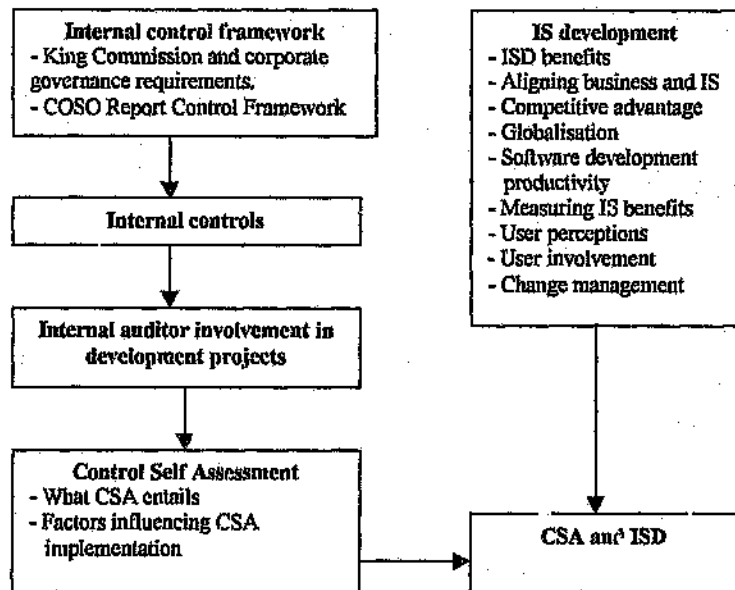 Internal control framework
- King Commission and corporate
governance requirements.
- COSO Report Control Framework
Internal controls
Internal auditor involvement in
development projects
Control Self Assessment
- What CSA entails
- Factors influencing CSA
implementation
IS development
- ISD benefits
- Aligning business and IS
- Competitive advantage
- Globalisation
- Software development
productivity
- Measuring IS benefits
- User perceptions
- User involvement
- Change management
CSA and ISD